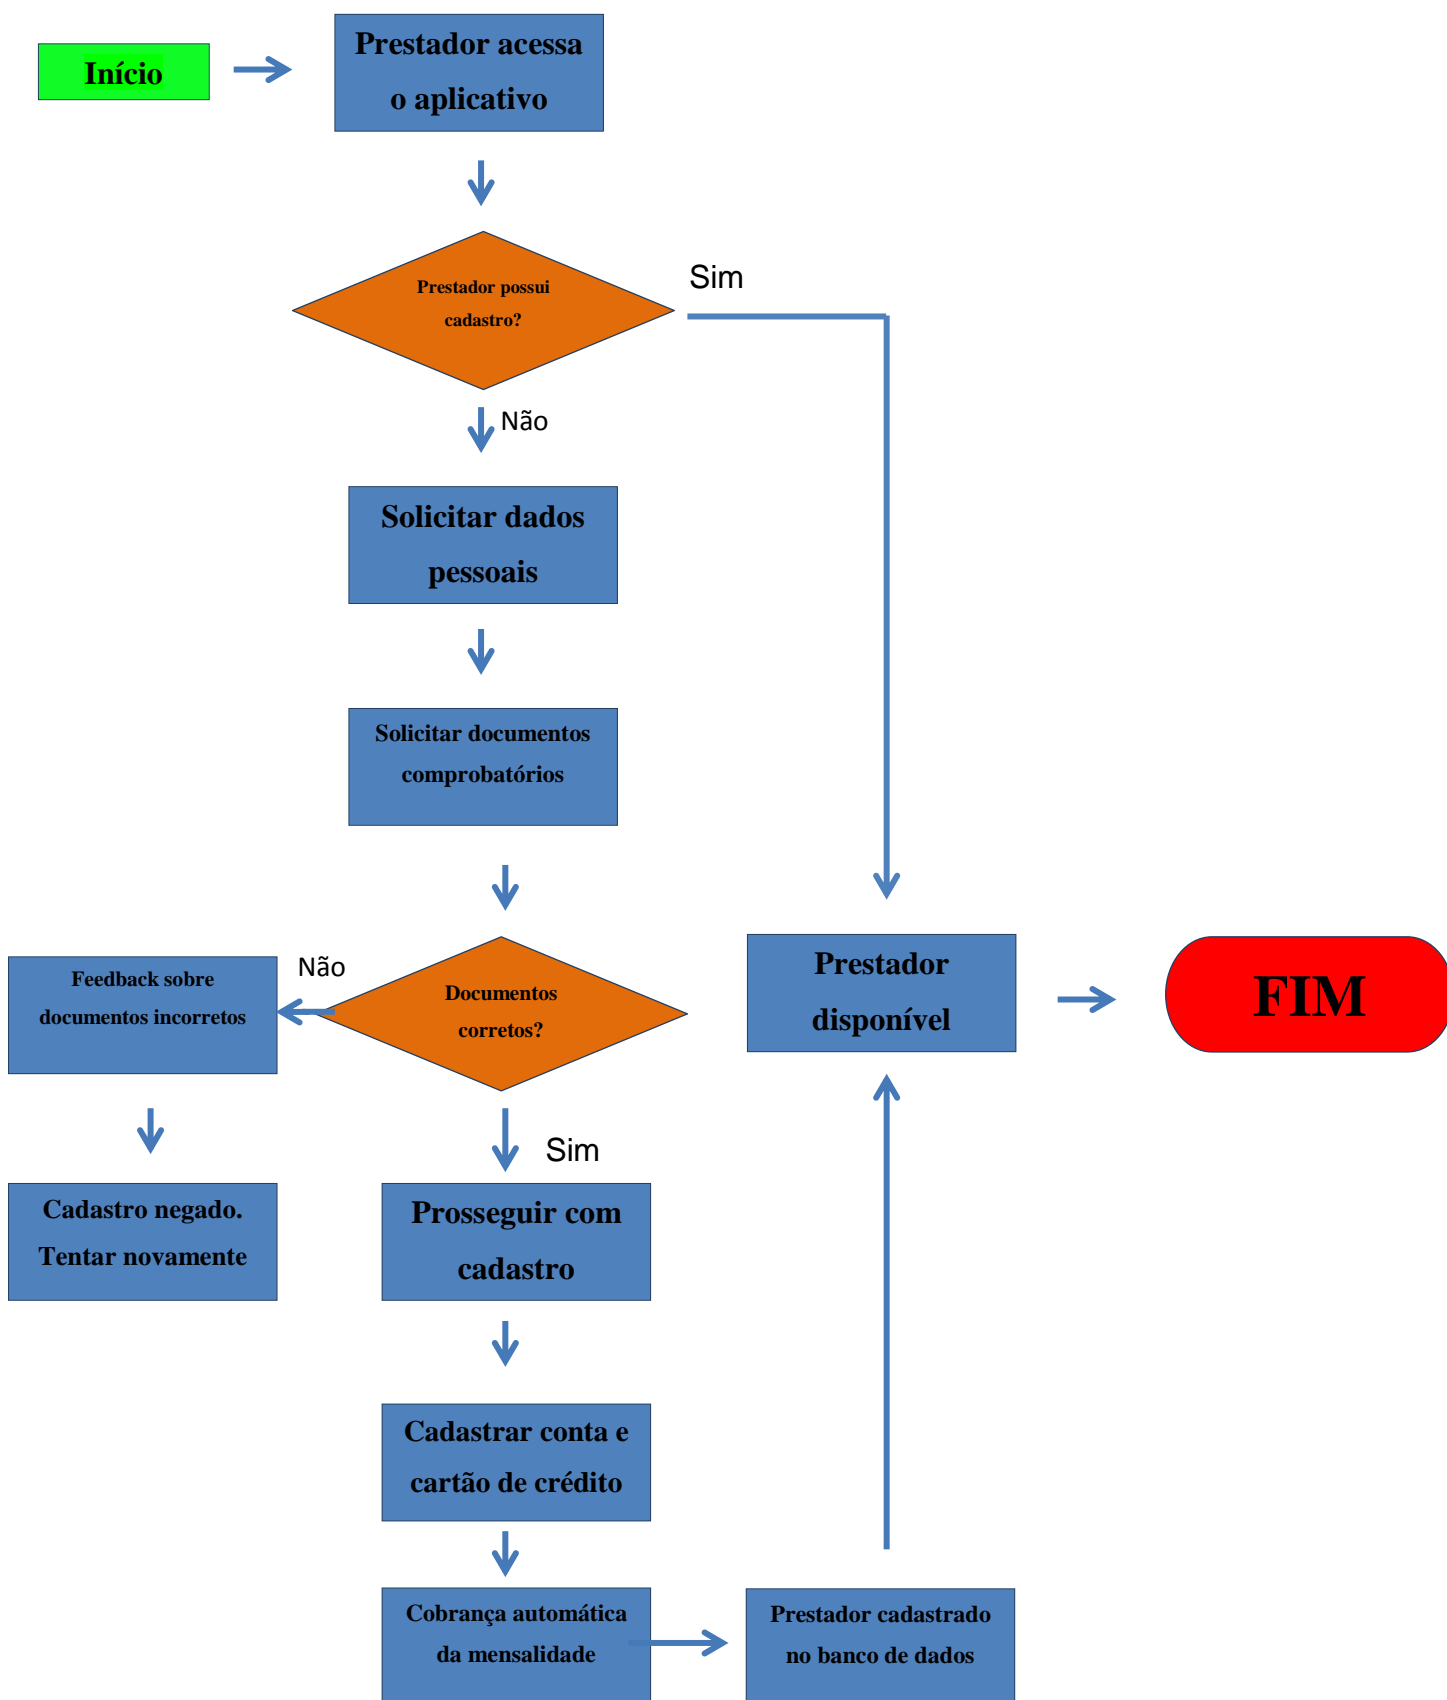 Início
Prestador acessa
o aplicativo
Prestador possui
cadastro?
Sim
Não
Solicitar dados
pessoais
Solicitar documentos
comprobatórios
Feedback sobre
documentos incorretos
Não
Documentos
corretos?
Prestador
disponível
FIM
Sim
Cadastro negado.
Tentar novamente
Prosseguir com
cadastro
Cadastrar conta e
cartão de crédito
Cobrança automática
da mensalidade
Prestador cadastrado
no banco de dados